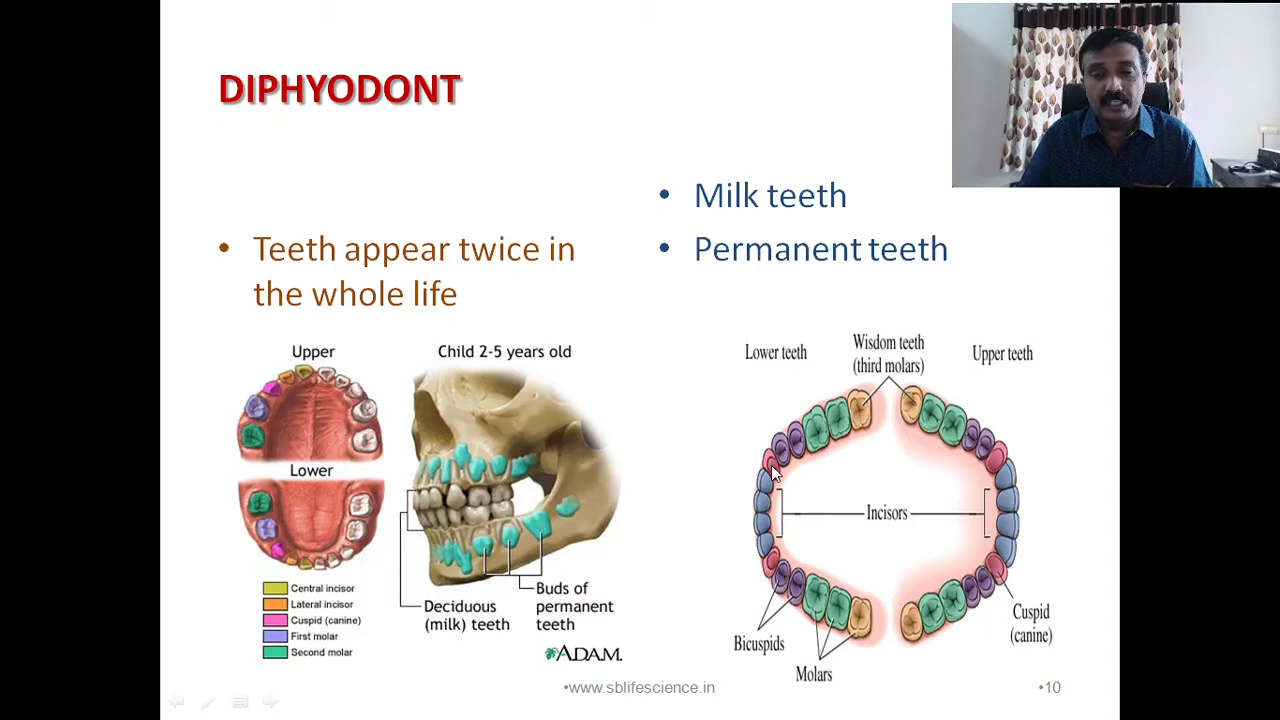 DIPHYODONT
• Teeth appear twice in
the whole life
• Milk teeth
• Permanent teeth
Upper
Lower
Central incisor
Lateral incisor
Cuspid (canine)
First molar
Second molar
Child 2-5 years old
Deciduous
(milk) teeth
Buds of
permanent
teeth
ADAM.
Lower teeth
Wisdom teeth
(third molars)
Upper teeth
Incisors
Bicuspids
Molars
Cuspid
(canine)
•www.sblifescience.in
•10